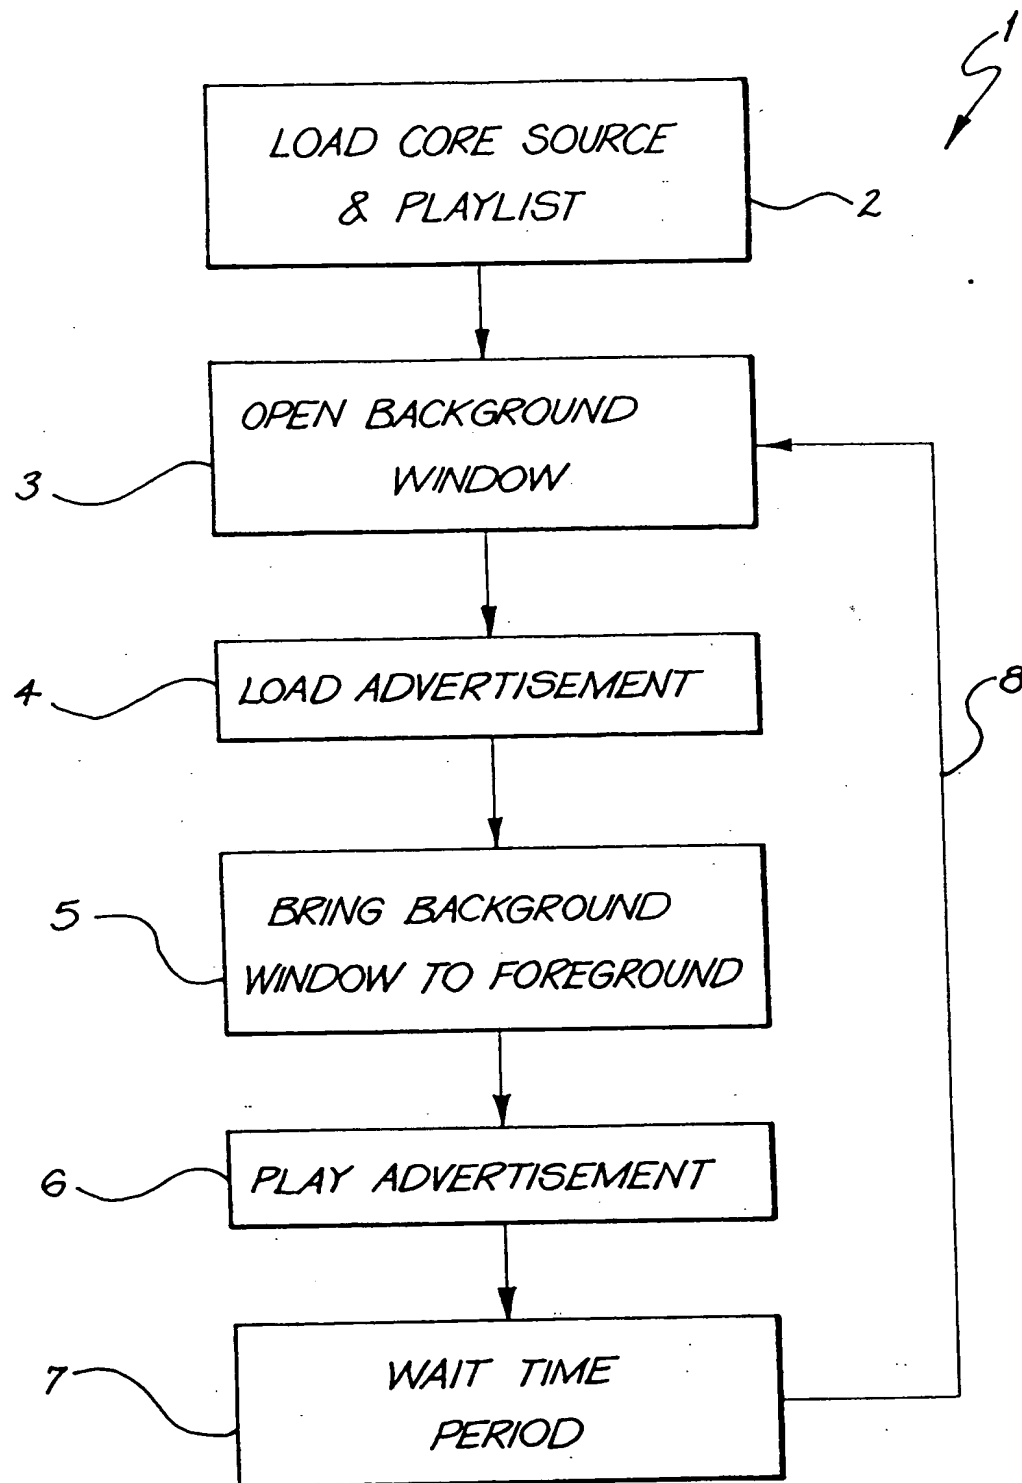 1
LOAD CORE SOURCE
& PLAYLIST
2
OPEN BACKGROUND
WINDOW
3
4
LOAD ADVERTISEMENT
8
5
BRING BACKGROUND
WINDOW TO FOREGROUND
6
PLAY ADVERTISEMENT
7
WAIT TIME
PERIOD